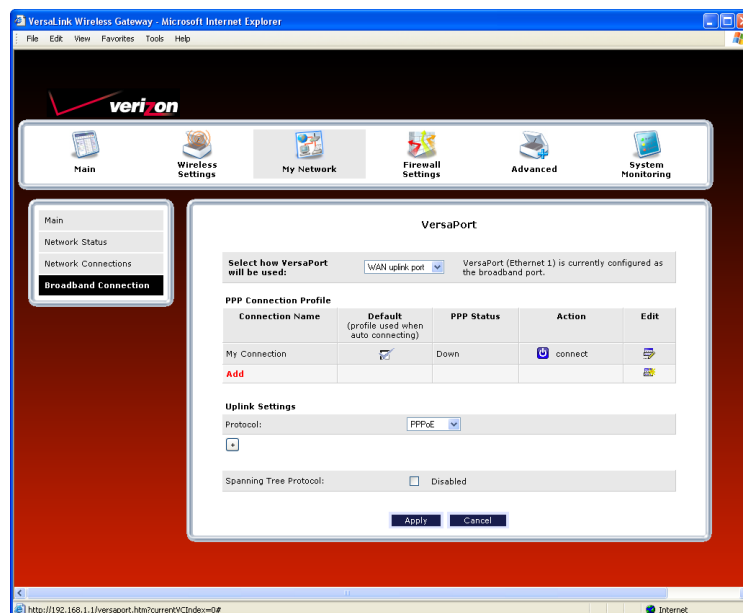 VersaLink Wireless Gateway - Microsoft Internet Explorer
File Edit View Favorites Tools Help
verizon
Main
Wireless Settings
My Network
Firewall Settings
Advanced
System Monitoring
Main
Network Status
Network Connections
Broadband Connection
VersaPort
Select how VersaPort will be used:
WAN uplink port
VersaPort (Ethernet 1) is currently configured as
the broadband port.
PPP Connection Profile
Connection Name Default (profile used when auto connecting) PPP Status Action Edit
My Connection Down connect
Add
Uplink Settings
Protocol: PPPoE
+
Spanning Tree Protocol: Disabled
Apply Cancel
http://192.168.1.1/versaport.htm?currentVCIndex=0# Internet